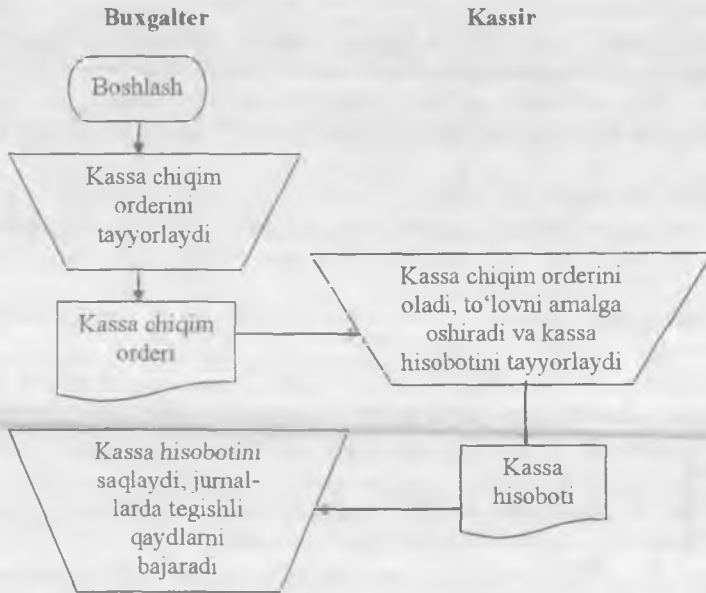 Buxgalter
Kassir
Boshlash
Kassa chiqim
orderini
tayyorlaydi
Kassa chiqim
orderi
Kassa chiqim orderini
oladi, to‘lovni amalga
oshiradi va kassa
hisobotini tayyorlaydi
Kassa
hisoboti
Kassa hisobotini
saqlaydi, jurnal-
larda tegishli
qaydlarni
bajaradi